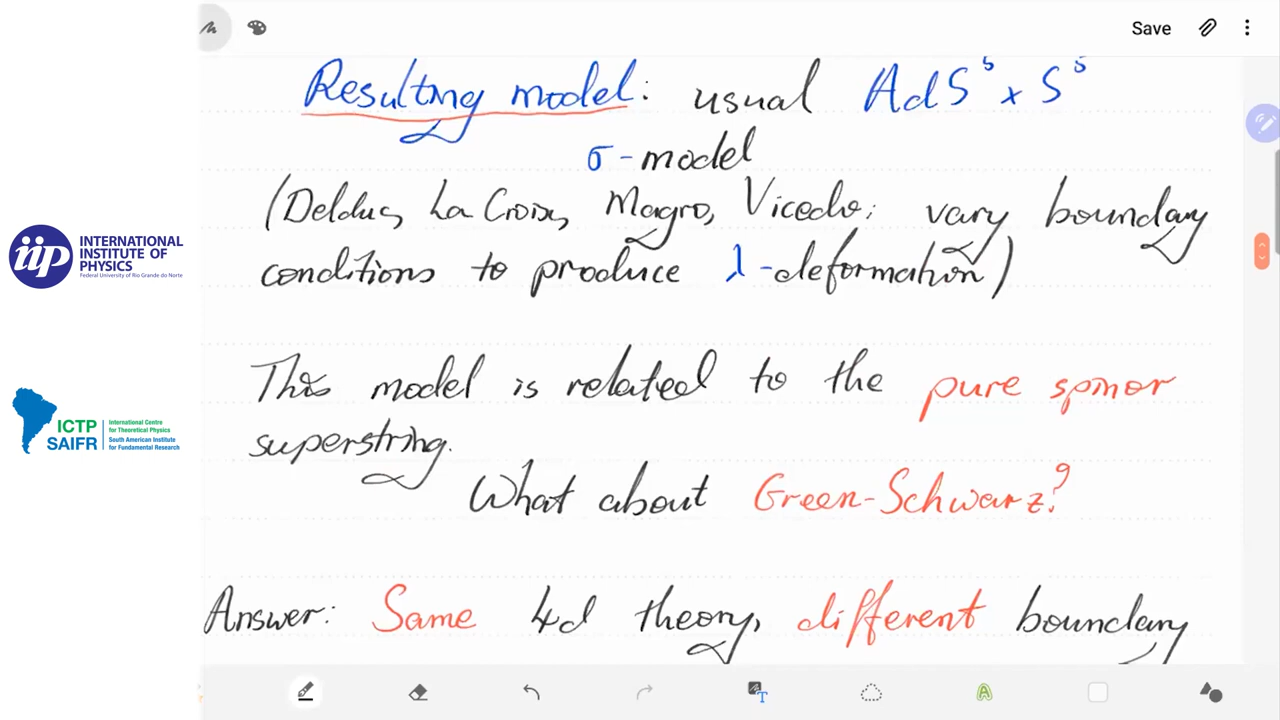 Save
Resulting model: usual AdS⁵ x S⁵
σ-model
(Delduc, La Croix, Magro, Vicedo: vary boundary
conditions to produce λ-deformation)
This model is related to the pure spinor
superstring.
What about Green-Schwarz?
Answer: Same 4d theory, different boundary
iip INTERNATIONAL
INSTITUTE OF
PHYSICS
Federal University of Rio Grande do Norte
ICTP
SAIFR
International Centre
for Theoretical Physics
South American Institute
for Fundamental Research
T
A